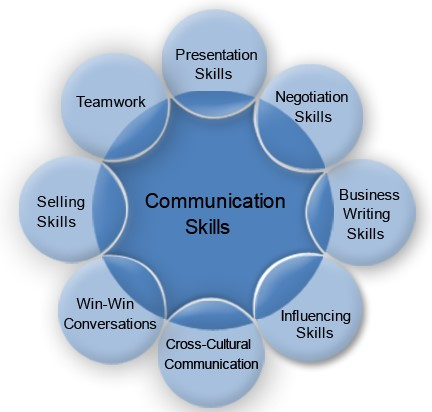 Presentation
Skills
Negotiation
Skills
Business
Writing
Skills
Influencing
Skills
Cross-Cultural
Communication
Win-Win
Conversations
Selling
Skills
Teamwork
Communication
Skills